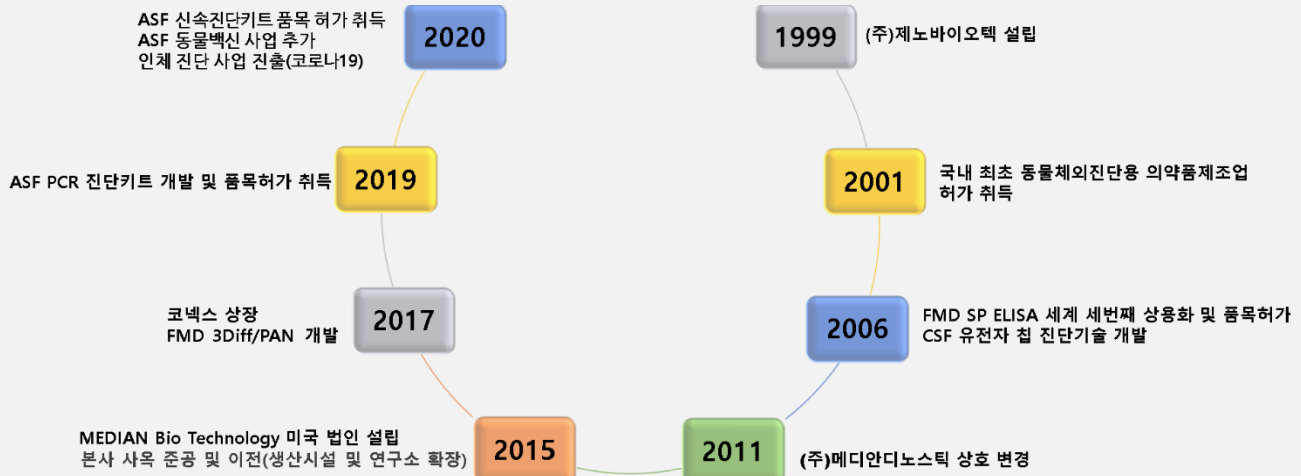 1999
(주)제노바이오텍 설립
2001
국내 최초 동물체외진단용 의약품제조업
허가 취득
2006
FMD SP ELISA 세계 세번째 상용화 및 품목허가
CSF 유전자 칩 진단기술 개발
2011
(주)메디안디노스틱 상호 변경
2015
MEDIAN Bio Technology 미국 법인 설립
본사 사옥 준공 및 이전(생산시설 및 연구소 확장)
2017
코넥스 상장
FMD 3Diff/PAN 개발
2019
ASF PCR 진단키트 개발 및 품목허가 취득
2020
ASF 신속진단키트 품목 허가 취득
ASF 동물백신 사업 추가
인체 진단 사업 진출(코로나19)